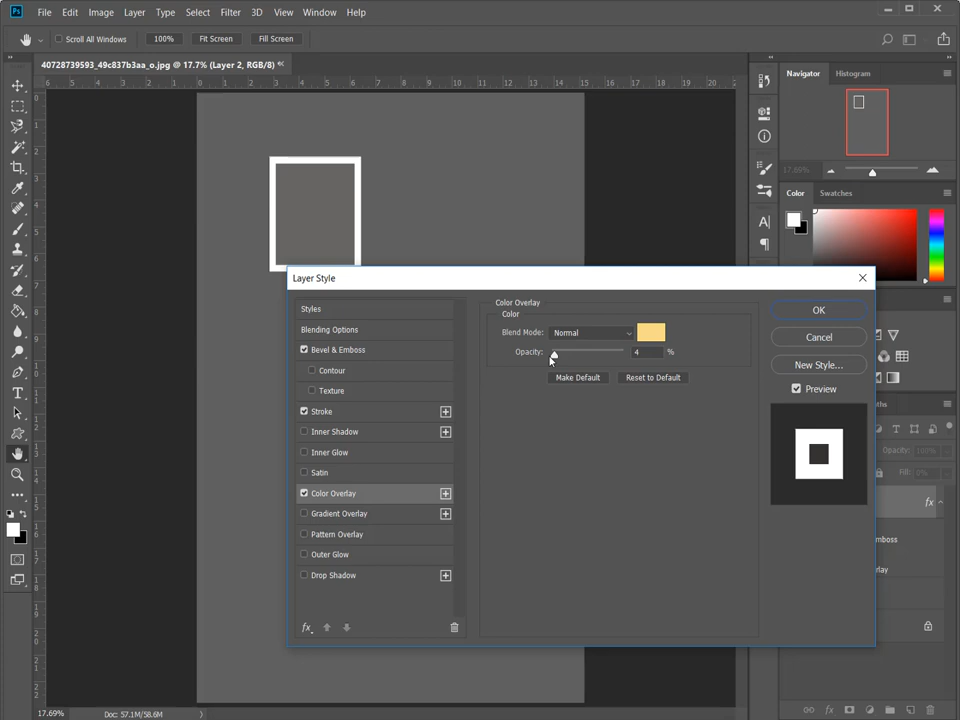 Ps File Edit Image Layer Type Select Filter 3D View Window Help
Scroll All Windows 100% Fit Screen Fill Screen
40728739593_49c837b3aa_o.jpg @ 17.7% (Layer 2, RGB/8) *
Navigator Histogram
17.69%
Color Swatches
Layer Style
Styles
Blending Options
Bevel & Emboss
Contour
Texture
Stroke
Inner Shadow
Inner Glow
Satin
Color Overlay
Gradient Overlay
Pattern Overlay
Outer Glow
Drop Shadow
fx
Color Overlay
Color
Blend Mode: Normal
Opacity: 4 %
Make Default Reset to Default
OK
Cancel
New Style...
Preview
Opacity: 100%
Fill: 0%
fx
17.69% Doc: 57.1M/58.6M